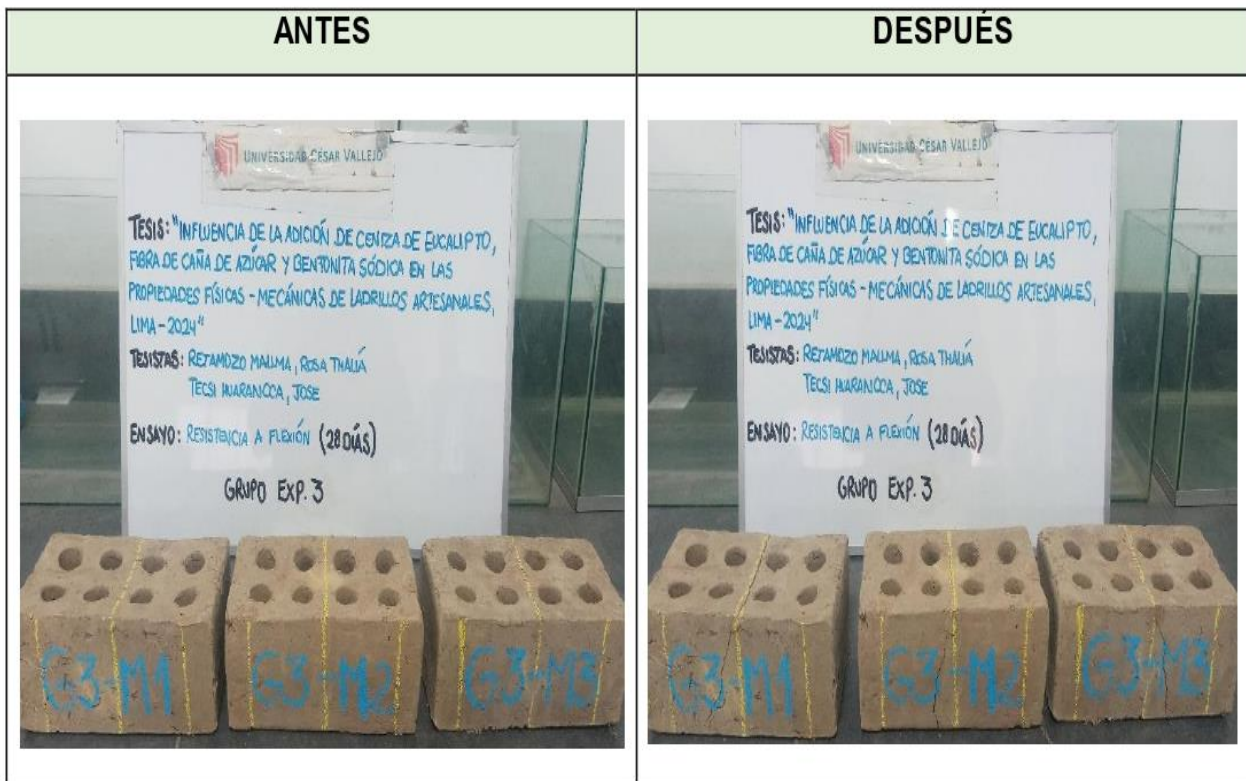 ANTES
DESPUÉS
UNIVERSIDAD CÉSAR VALLEJO
TESIS: "INFLUENCIA DE LA ADICIÓN DE CENIZA DE EUCALIPTO,
FIBRA DE CAÑA DE AZÚCAR Y BENTONITA SÓDICA EN LAS
PROPIEDADES FÍSICAS - MECÁNICAS DE LADRILLOS ARTESANALES,
LIMA - 2024"
TESISTAS: RETAMOZO MALLMA, ROSA THALIÁ
TECSI HUARANCCA, JOSE
ENSAYO: RESISTENCIA A FLEXIÓN (28 DÍAS)
GRUPO EXP. 3
G3-M1
G3-M2
G3-M3
UNIVERSIDAD CÉSAR VALLEJO
TESIS: "INFLUENCIA DE LA ADICIÓN DE CENIZA DE EUCALIPTO,
FIBRA DE CAÑA DE AZÚCAR Y BENTONITA SÓDICA EN LAS
PROPIEDADES FÍSICAS - MECÁNICAS DE LADRILLOS ARTESANALES,
LIMA - 2024"
TESISTAS: RETAMOZO MALLMA, ROSA THALIÁ
TECSI HUARANCCA, JOSE
ENSAYO: RESISTENCIA A FLEXIÓN (28 DÍAS)
GRUPO EXP. 3
G3-M1
G3-M2
G3-M3